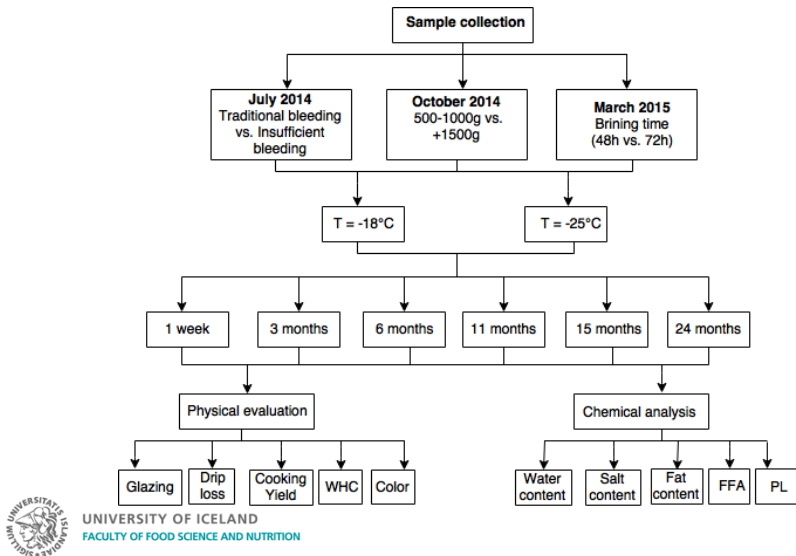 Sample collection
July 2014
Traditional bleeding
vs. Insufficient
bleeding
October 2014
500-1000g vs.
+1500g
March 2015
Brining time
(48h vs. 72h)
T = -18°C
T = -25°C
1 week
3 months
6 months
11 months
15 months
24 months
Physical evaluation
Chemical analysis
Glazing
Drip
loss
Cooking
Yield
WHC
Color
Water
content
Salt
content
Fat
content
FFA
PL
SIGILLUM UNIVERSITATIS ISLANDIAE
UNIVERSITY OF ICELAND
FACULTY OF FOOD SCIENCE AND NUTRITION